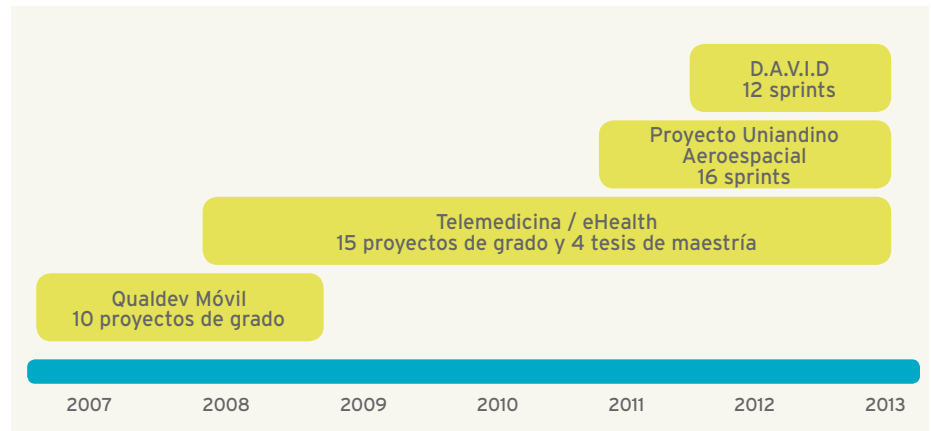 D.A.V.I.D
12 sprints
Proyecto Uniandino
Aeroespacial
16 sprints
Telemedicina / eHealth
15 proyectos de grado y 4 tesis de maestría
Qualdev Móvil
10 proyectos de grado
2007 2008 2009 2010 2011 2012 2013